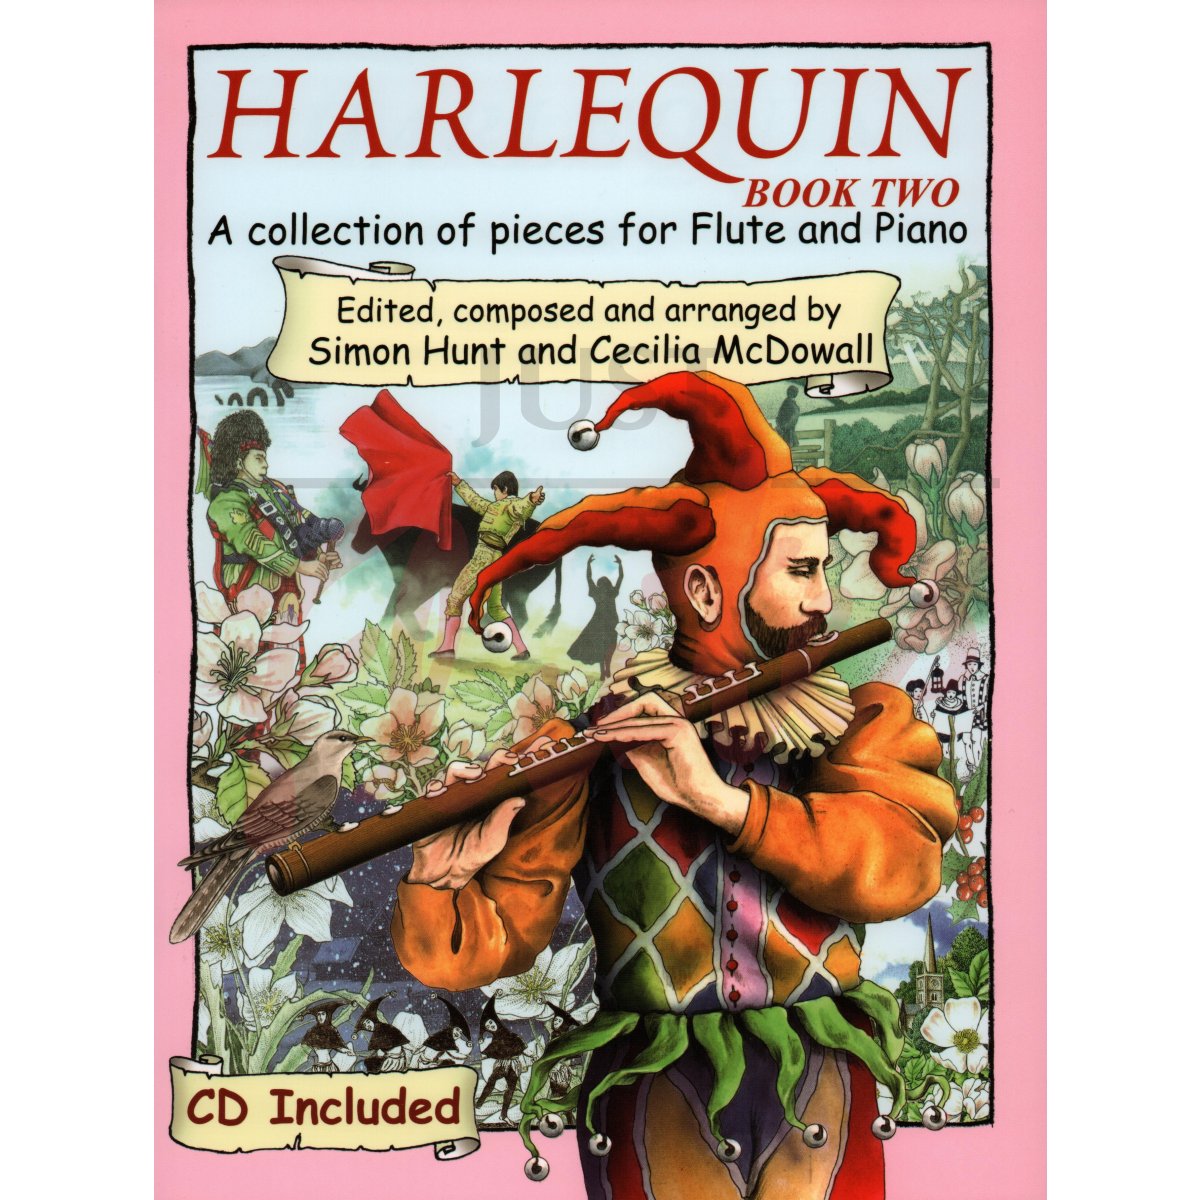 HARLEQUIN
BOOK TWO
A collection of pieces for Flute and Piano
Edited, composed and arranged by
Simon Hunt and Cecilia McDowall
JUST
CD Included